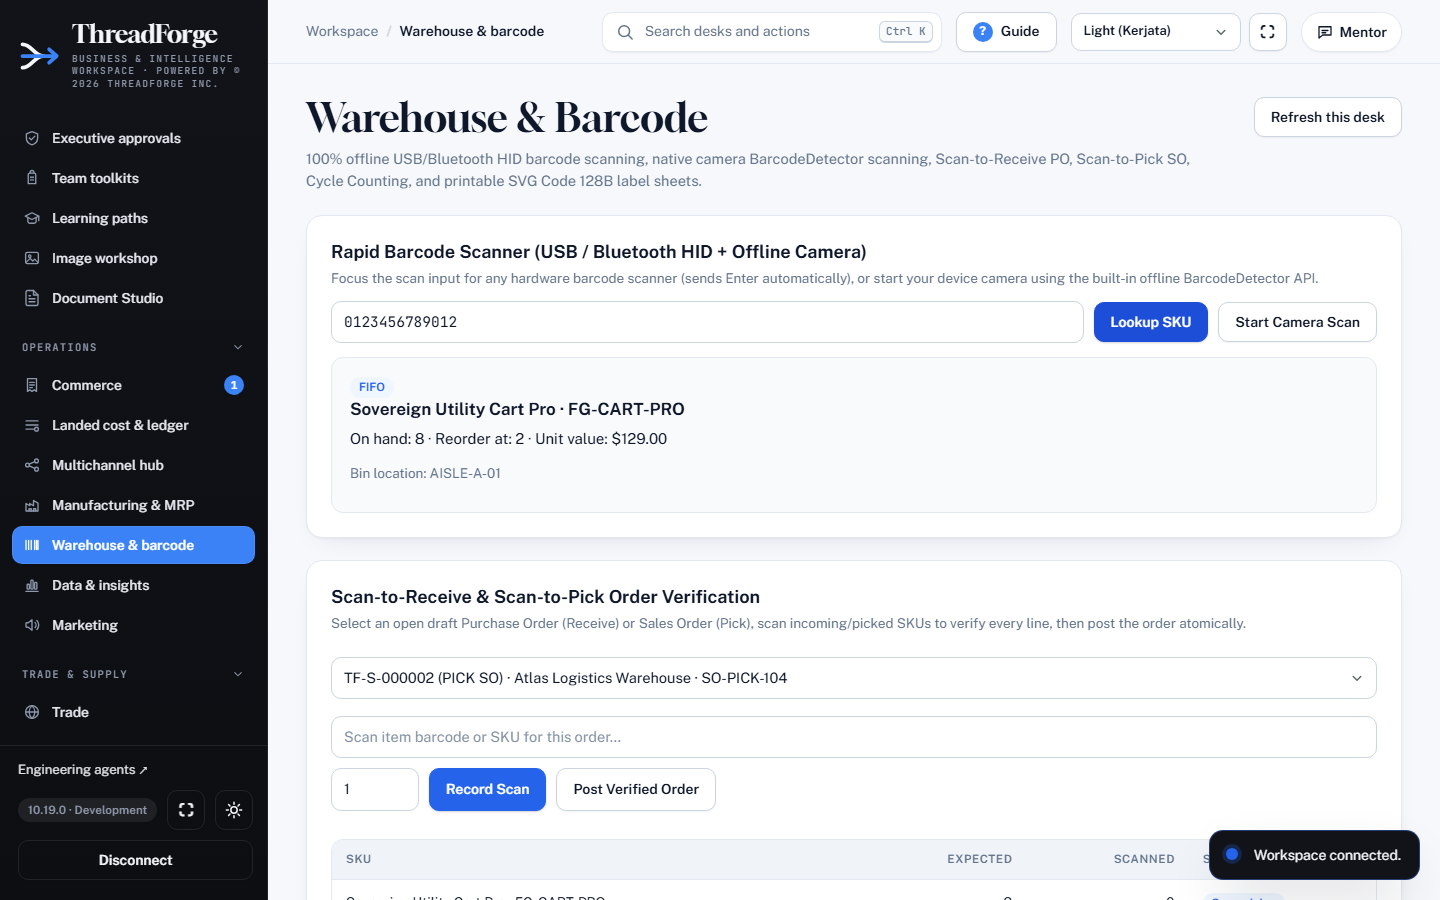 ThreadForge
BUSINESS & INTELLIGENCE
WORKSPACE · POWERED BY ©
2026 THREADFORGE INC.
Executive approvals
Team toolkits
Learning paths
Image workshop
Document Studio
OPERATIONS
Commerce
1
Landed cost & ledger
Multichannel hub
Manufacturing & MRP
Warehouse & barcode
Data & insights
Marketing
TRADE & SUPPLY
Trade
Engineering agents ↗
10.19.0 · Development
Disconnect
Workspace / Warehouse & barcode
Search desks and actions
Ctrl K
? Guide
Light (Kerjata)
Mentor
Warehouse & Barcode
Refresh this desk
100% offline USB/Bluetooth HID barcode scanning, native camera BarcodeDetector scanning, Scan-to-Receive PO, Scan-to-Pick SO,
Cycle Counting, and printable SVG Code 128B label sheets.
Rapid Barcode Scanner (USB / Bluetooth HID + Offline Camera)
Focus the scan input for any hardware barcode scanner (sends Enter automatically), or start your device camera using the built-in offline BarcodeDetector API.
0123456789012
Lookup SKU
Start Camera Scan
FIFO
Sovereign Utility Cart Pro · FG-CART-PRO
On hand: 8 · Reorder at: 2 · Unit value: $129.00
Bin location: AISLE-A-01
Scan-to-Receive & Scan-to-Pick Order Verification
Select an open draft Purchase Order (Receive) or Sales Order (Pick), scan incoming/picked SKUs to verify every line, then post the order atomically.
TF-S-000002 (PICK SO) · Atlas Logistics Warehouse · SO-PICK-104
Scan item barcode or SKU for this order...
1
Record Scan
Post Verified Order
SKU
EXPECTED
SCANNED
Workspace connected.